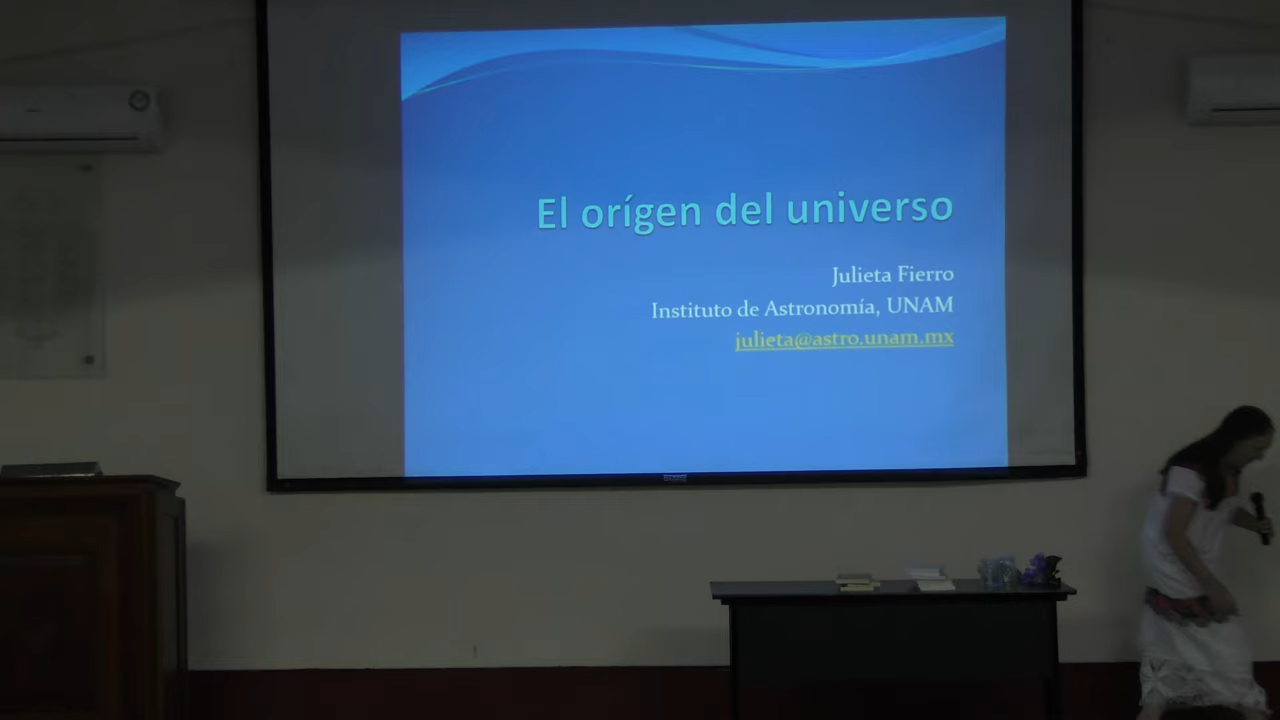 El orígen del universo
Julieta Fierro
Instituto de Astronomía, UNAM
julieta@astro.unam.mx